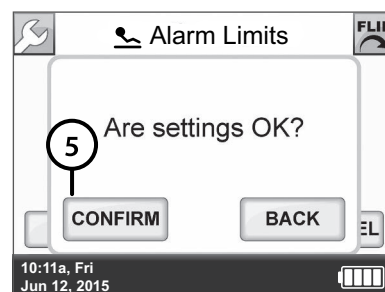 Alarm Limits
FLI
Are settings OK?
5
CONFIRM
BACK
EL
10:11a, Fri
Jun 12, 2015